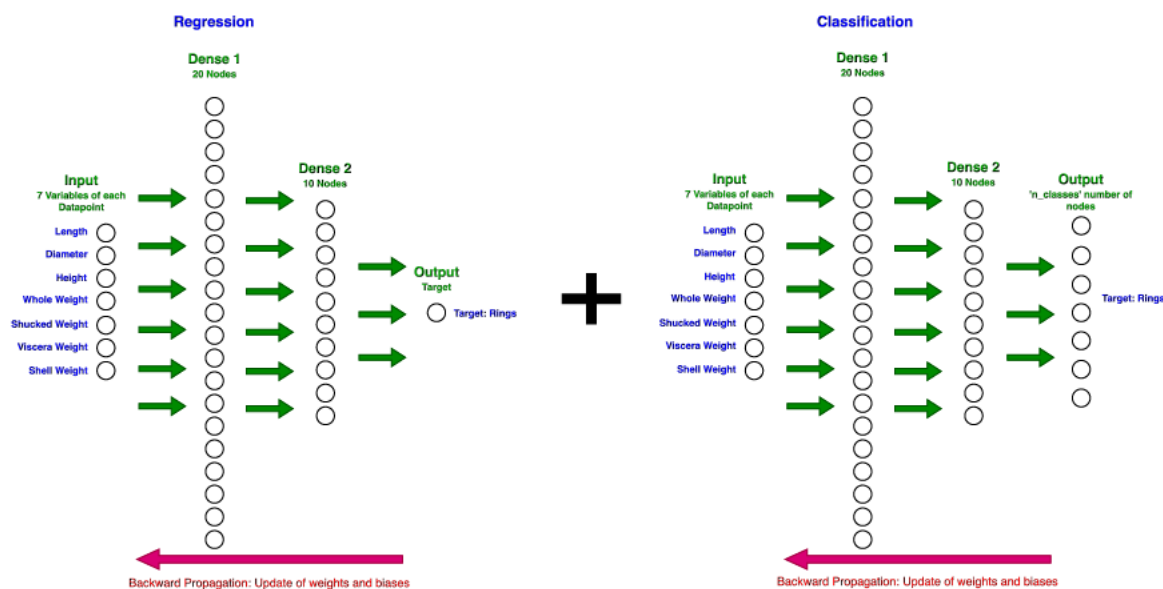 Regression
Dense 1
20 Nodes
Dense 2
10 Nodes
Input
7 Variables of each
Datapoint
Length
Diameter
Height
Whole Weight
Shucked Weight
Viscera Weight
Shell Weight
Output
Target
Target: Rings
Backward Propagation: Update of weights and biases
Classification
Dense 1
20 Nodes
Dense 2
10 Nodes
Input
7 Variables of each
Datapoint
Output
'n_classes' number of
nodes
Length
Diameter
Height
Whole Weight
Shucked Weight
Viscera Weight
Shell Weight
Target: Rings
Backward Propagation: Update of weights and biases